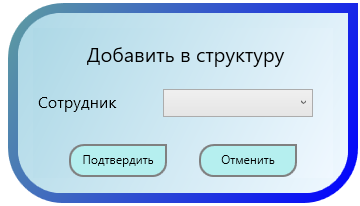 Добавить в структуру
Сотрудник
Подтвердить
Отменить